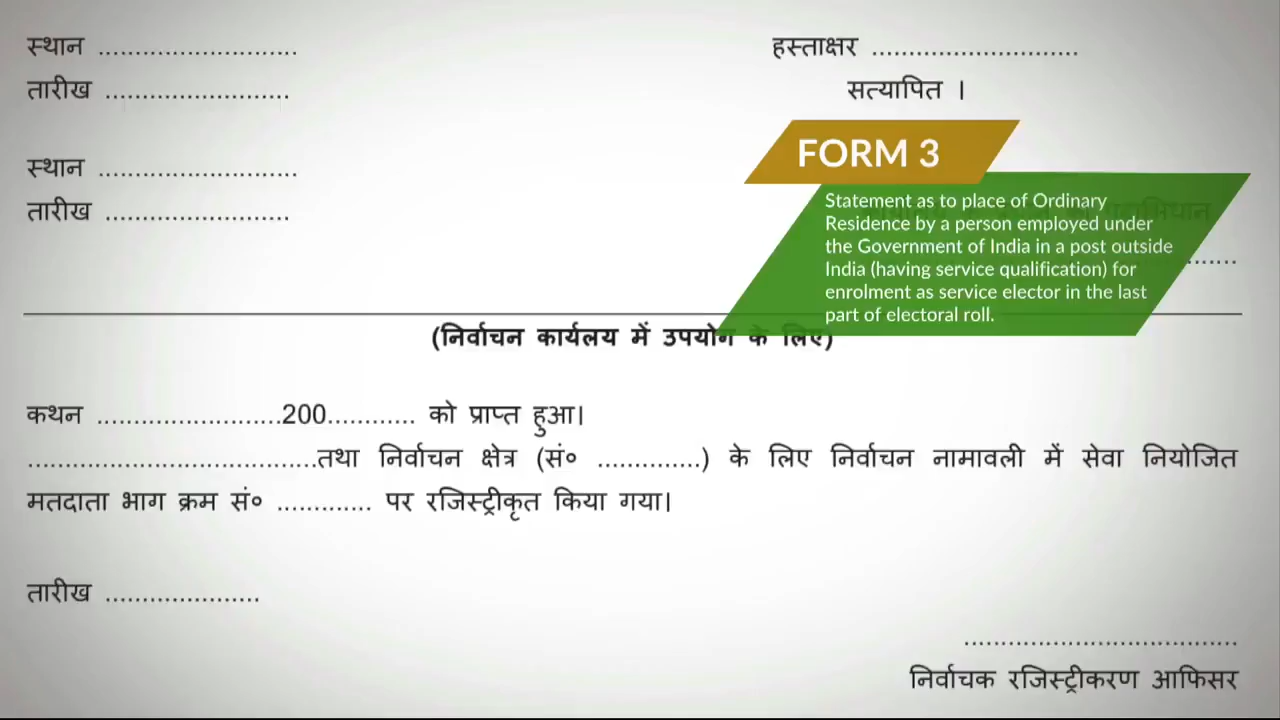 स्थान ........................... हस्ताक्षर ............................
तारीख ......................... सत्यापित ।
FORM 3
स्थान ...........................
Statement as to place of Ordinary
Residence by a person employed under
the Government of India in a post outside
India (having service qualification) for
enrolment as service elector in the last
part of electoral roll.
तारीख .........................
(निर्वाचन कार्यलय में उपयोग के लिए)
कथन .........................200............ को प्राप्त हुआ।
.......................................तथा निर्वाचन क्षेत्र (सं० ..............) के लिए निर्वाचन नामावली में सेवा नियोजित
मतदाता भाग क्रम सं० ............. पर रजिस्ट्रीकृत किया गया।
तारीख .....................
.....................................
निर्वाचक रजिस्ट्रीकरण आफिसर